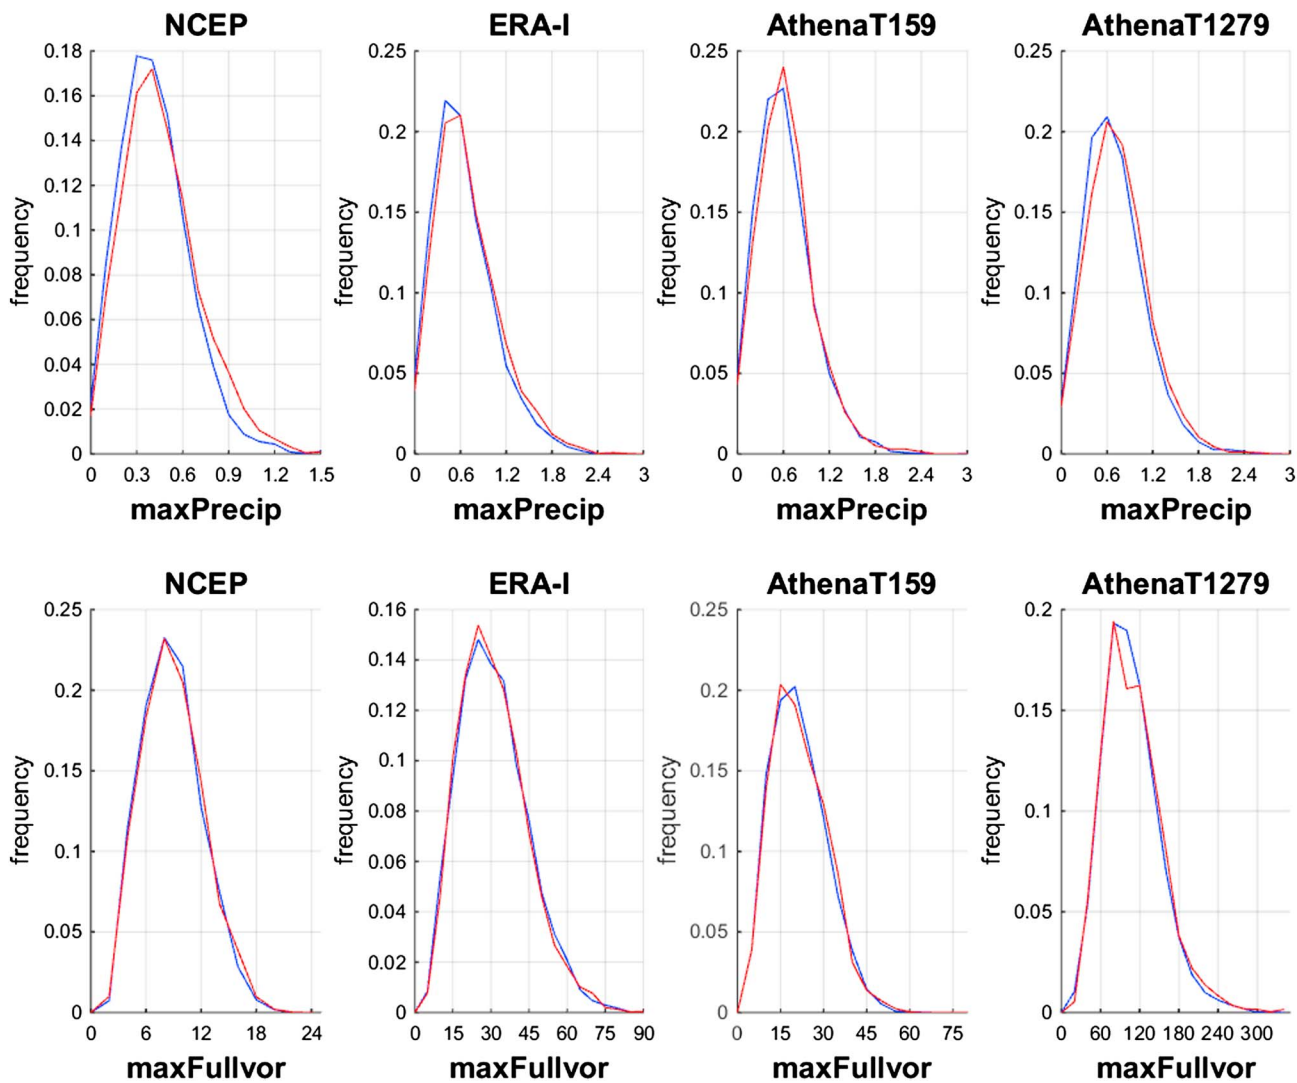 NCEP
0.18
0.16
0.14
0.12
0.1
0.08
0.06
0.04
0.02
0
frequency
0 0.3 0.6 0.9 1.2 1.5
maxPrecip
ERA-I
0.25
0.2
0.15
0.1
0.05
0
frequency
0 0.6 1.2 1.8 2.4 3
maxPrecip
AthenaT159
0.25
0.2
0.15
0.1
0.05
0
frequency
0 0.6 1.2 1.8 2.4 3
maxPrecip
AthenaT1279
0.25
0.2
0.15
0.1
0.05
0
frequency
0 0.6 1.2 1.8 2.4 3
maxPrecip
NCEP
0.25
0.2
0.15
0.1
0.05
0
frequency
0 6 12 18 24
maxFullvor
ERA-I
0.16
0.14
0.12
0.1
0.08
0.06
0.04
0.02
0
frequency
0 15 30 45 60 75 90
maxFullvor
AthenaT159
0.25
0.2
0.15
0.1
0.05
0
frequency
0 15 30 45 60 75
maxFullvor
AthenaT1279
0.2
0.15
0.1
0.05
0
frequency
0 60 120 180 240 300
maxFullvor